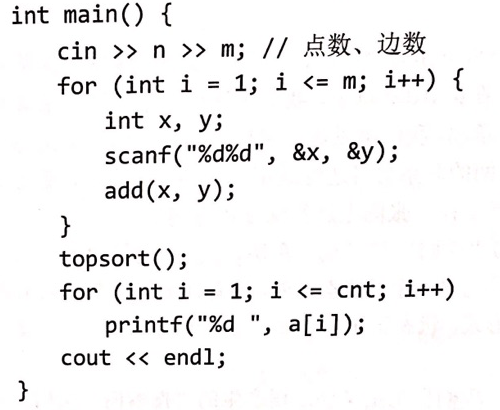 int main() {
    cin >> n >> m; // 点数、边数
    for (int i = 1; i <= m; i++) {
        int x, y;
        scanf("%d%d", &x, &y);
        add(x, y);
    }
    topsort();
    for (int i = 1; i <= cnt; i++)
        printf("%d ", a[i]);
    cout << endl;
}